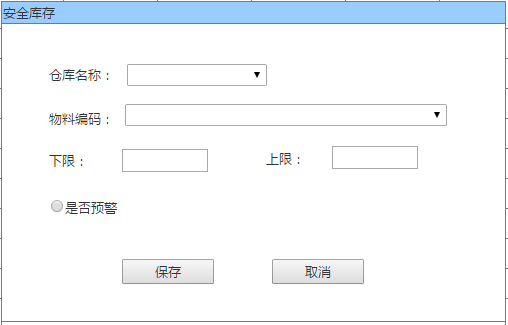 安全库存
仓库名称：
物料编码：
下限： 上限：
是否预警
保存 取消